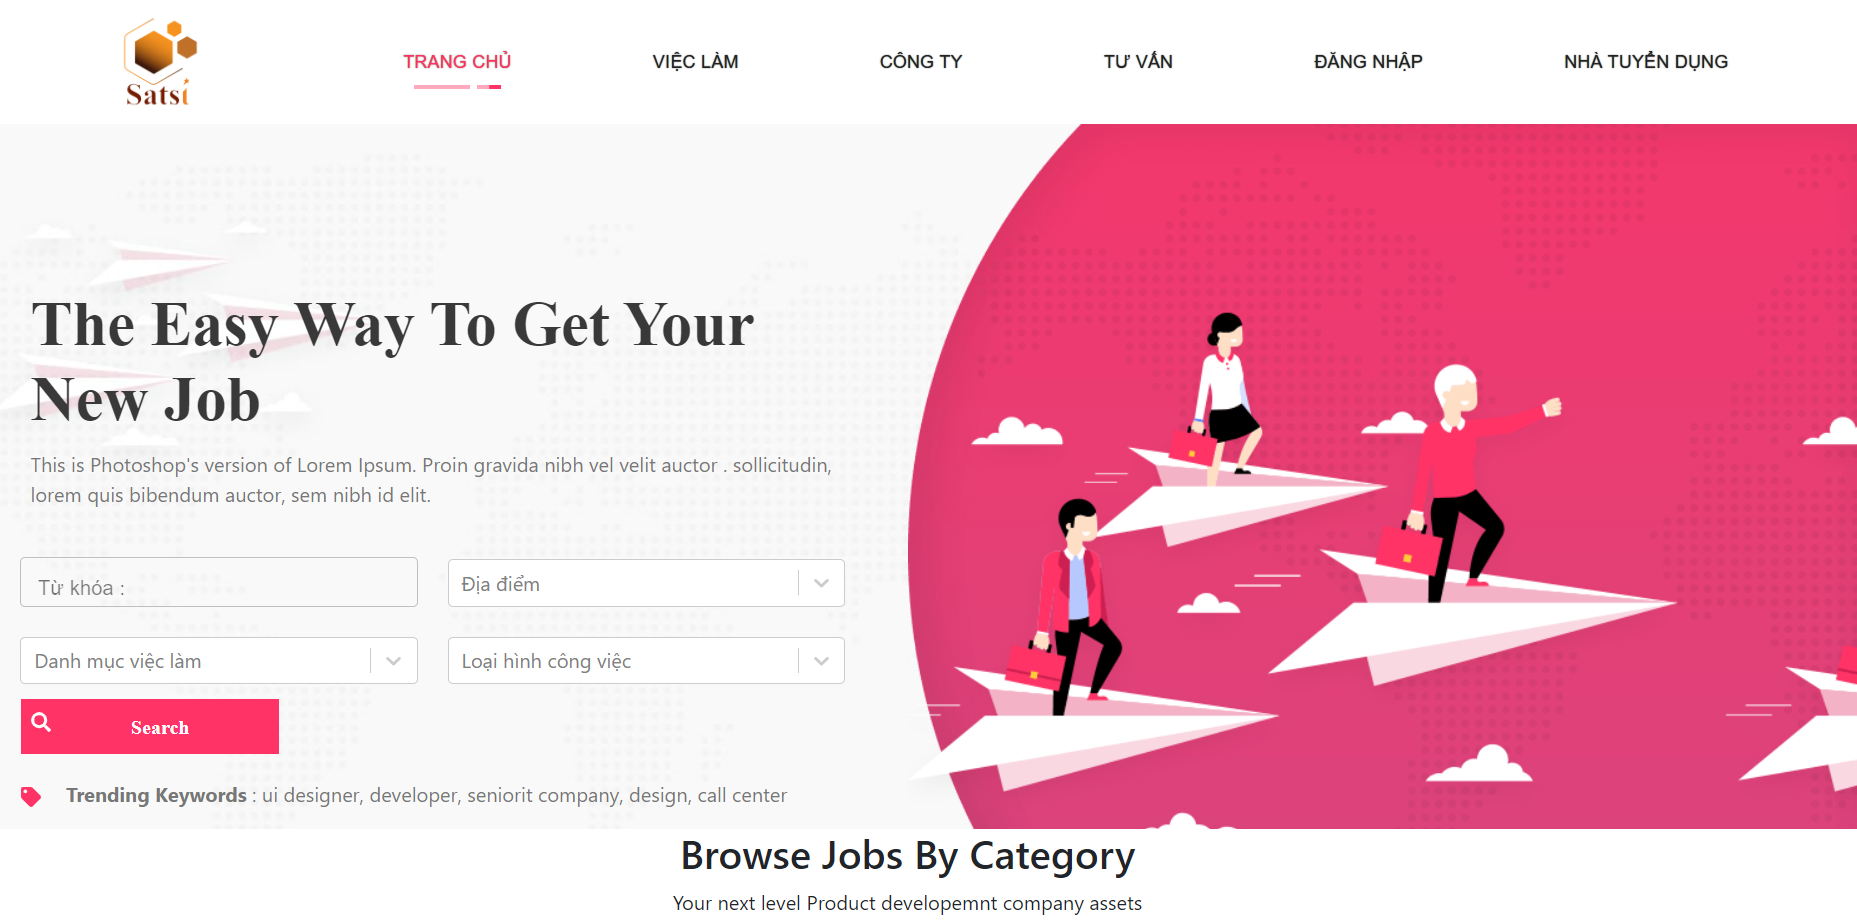 Satsi
TRANG CHỦ
VIỆC LÀM
CÔNG TY
TƯ VẤN
ĐĂNG NHẬP
NHÀ TUYỂN DỤNG
The Easy Way To Get Your
New Job
This is Photoshop's version of Lorem Ipsum. Proin gravida nibh vel velit auctor . sollicitudin,
lorem quis bibendum auctor, sem nibh id elit.
Từ khóa :
Địa điểm
Danh mục việc làm
Loại hình công việc
Search
Trending Keywords : ui designer, developer, seniorit company, design, call center
Browse Jobs By Category
Your next level Product developemnt company assets